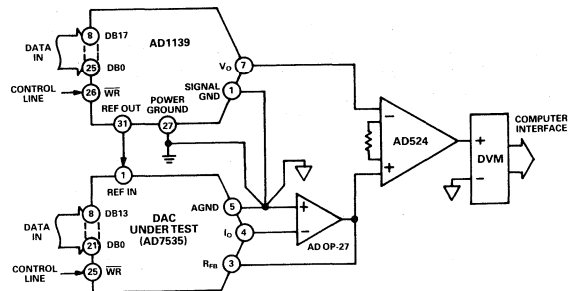 8 DB17
AD1139
DATA
IN
25 DB0
VO 7
CONTROL
LINE
26 WR
SIGNAL
GND 1
POWER
GROUND
REF OUT
31
27
AD524
COMPUTER
INTERFACE
DVM
1
REF IN
8 DB13
DATA
IN
DAC
UNDER TEST
(AD7535)
21 DB0
CONTROL
LINE
25 WR
AGND 5
IO 4
RFB 3
AD OP-27
+
−
−
+
+
−